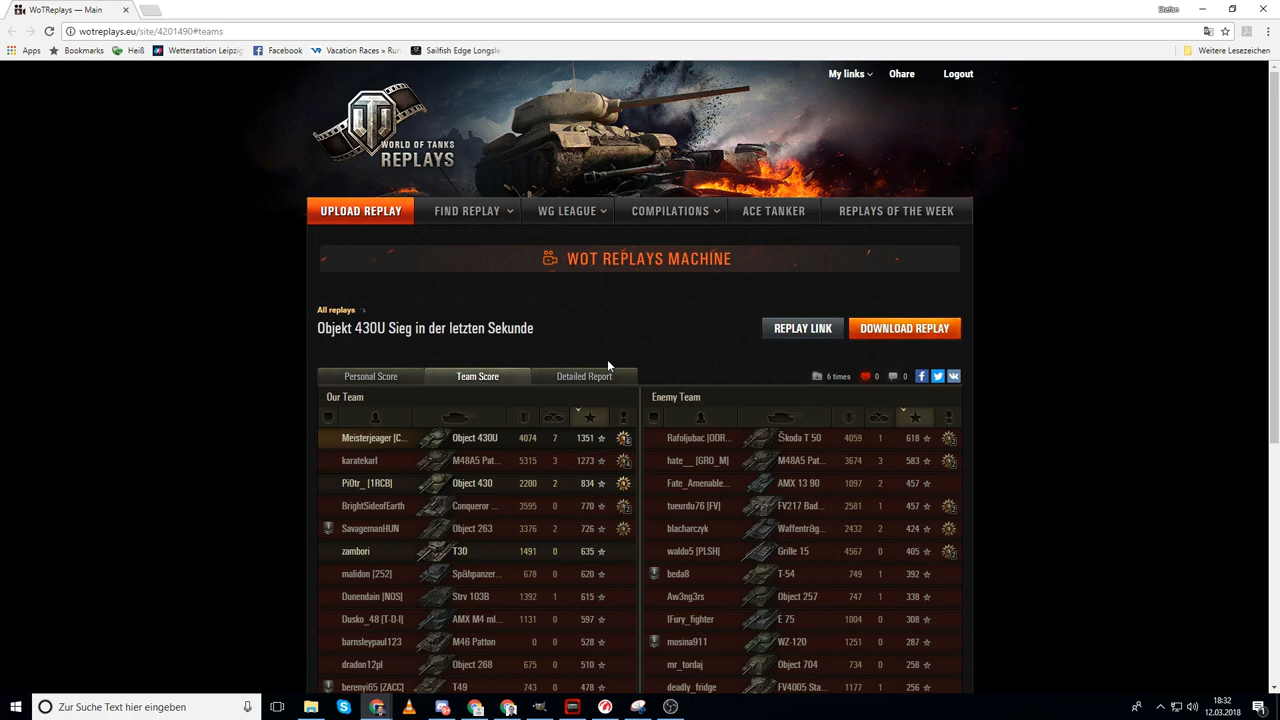 WoTReplays — Main
Stefan
wotreplays.eu/site/4201490#teams
Apps Bookmarks Heiß Wetterstation Leipzig Facebook Vacation Races » Run Sailfish Edge Longsle Weitere Lesezeichen
My links Ohare Logout
WORLD OF TANKS
REPLAYS
UPLOAD REPLAY FIND REPLAY WG LEAGUE COMPILATIONS ACE TANKER REPLAYS OF THE WEEK
WOT REPLAYS MACHINE
All replays
Objekt 430U Sieg in der letzten Sekunde
REPLAY LINK DOWNLOAD REPLAY
Personal Score Team Score Detailed Report 6 times 0 0
Our Team Enemy Team
Meisterjeager [C... Object 430U 4074 7 1351 Rafoljubac [ODR... Škoda T 50 4059 1 618
karatekarl M48A5 Pat... 5315 3 1273 hate__ [GRO_M] M48A5 Pat... 3674 3 583
Pi0tr_ [1RCB] Object 430 2200 2 834 Fate_Amenable... AMX 13 90 1097 2 457
BrightSideofEarth Conqueror ... 3595 0 770 tueurdu76 [FV] FV217 Bad... 2581 1 457
SavagemanHUN Object 263 3376 2 726 blacharczyk Waffenträg... 2432 2 424
zambori T30 1491 0 635 waldo5 [PLSH] Grille 15 4567 0 405
malidon [252] Spähpanzer... 678 0 620 beda8 T-54 749 1 392
Dunendain [NOS] Strv 103B 1392 1 615 Aw3ng3rs Object 257 747 1 338
Dusko_48 [T-D-I] AMX M4 ml... 1131 0 597 IFury_fighter E 75 1004 0 308
barnsleypaul123 M46 Patton 0 0 528 mosina911 WZ-120 1251 0 287
dradon12pl Object 268 675 0 510 mr_tordaj Object 704 734 0 258
berenyi65 [ZACC] T49 743 0 478 deadly_fridge FV4005 Sta... 1177 1 256
Zur Suche Text hier eingeben
18:32
12.03.2018